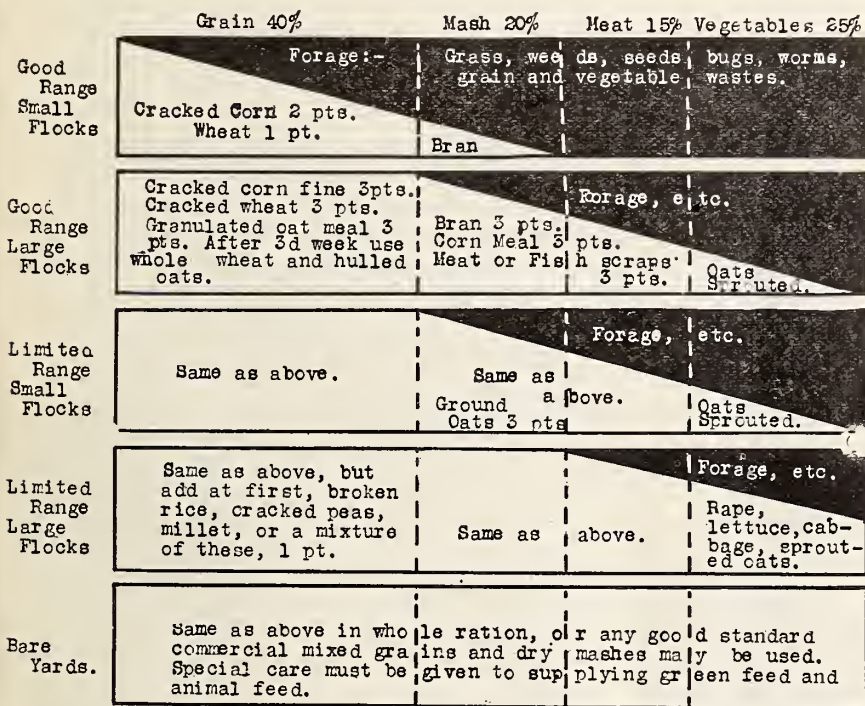 Grain 40% Mash 20% Meat 15% Vegetables 25%
Good
Range
Small
Flocks
Forage:- Grass, weeds, seeds bugs, worms,
grain and vegetable wastes.
Cracked Corn 2 pts.
Wheat 1 pt.
Bran
Good
Range
Large
Flocks
Cracked corn fine 3pts.
Cracked wheat 3 pts.
Granulated oat meal 3
pts. After 3d week use
whole wheat and hulled
oats.
Forage, etc.
Bran 3 pts.
Corn Meal 3 pts.
Meat or Fish scraps
3 pts.
Oats
Sprouted.
Limited
Range
Small
Flocks
Same as above.
Forage, etc.
Same as
above.
Ground
Oats 3 pts
Oats
Sprouted.
Limited
Range
Large
Flocks
Same as above, but
add at first, broken
rice, cracked peas,
millet, or a mixture
of these, 1 pt.
Same as above.
Forage, etc.
Rape,
lettuce,cab-
bage, sprout-
ed oats.
Bare
Yards.
Same as above in whole ration, or any good standard
commercial mixed grains and dry mashes may be used.
Special care must be given to supplying green feed and
animal feed.